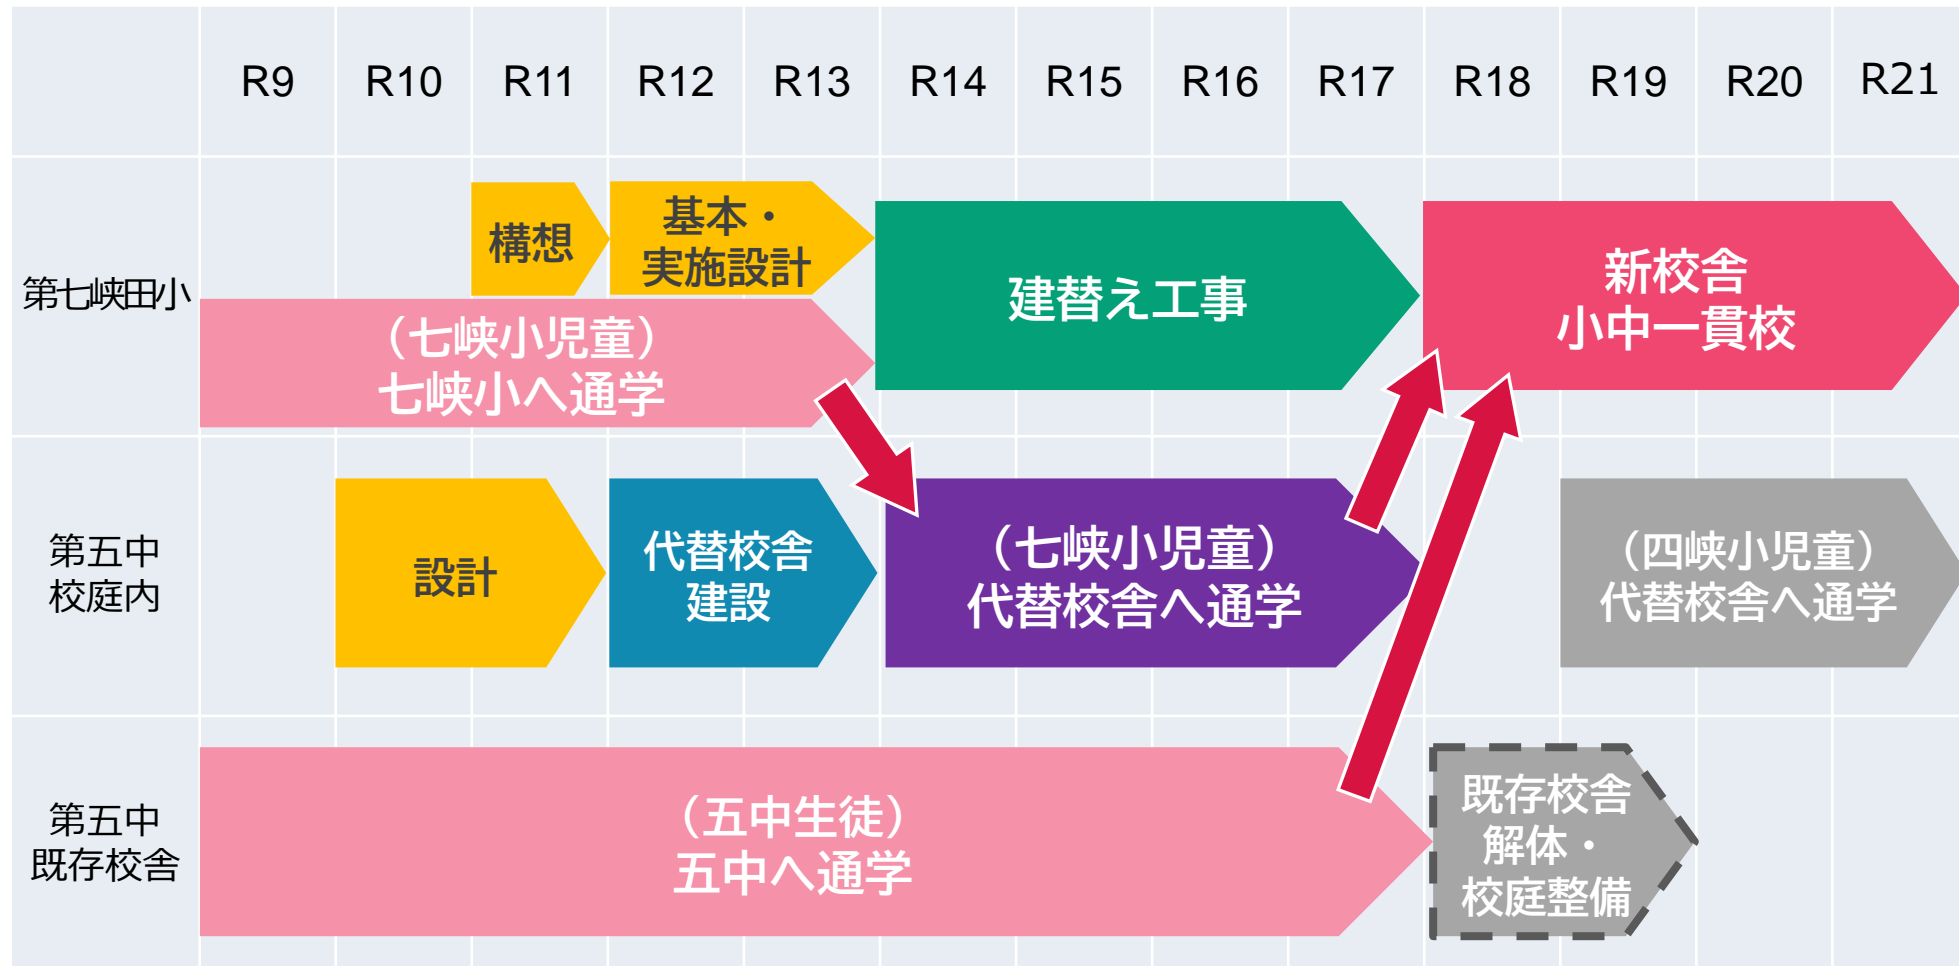 R9 R10 R11 R12 R13 R14 R15 R16 R17 R18 R19 R20 R21
第七峡田小
構想
基本・
実施設計
(七峡小児童)
七峡小へ通学
建替え工事
新校舎
小中一貫校
第五中
校庭内
設計
代替校舎
建設
(七峡小児童)
代替校舎へ通学
(四峡小児童)
代替校舎へ通学
第五中
既存校舎
(五中生徒)
五中へ通学
既存校舎
解体・
校庭整備